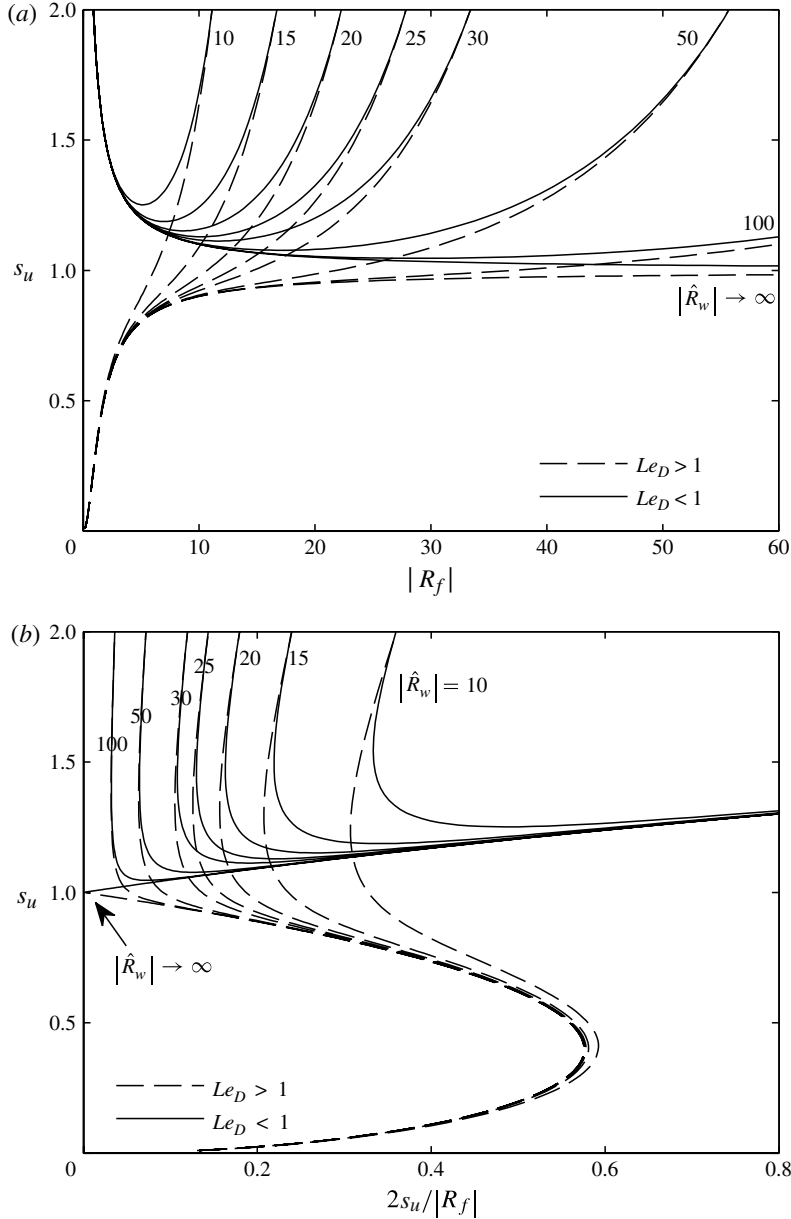 (a)
2.0
10
15
20
25
30
50
1.5
100
s_u
1.0
|R̂_w| → ∞
0.5
Le_D > 1
Le_D < 1
0
10
20
30
40
50
60
|R_f|
(b)
2.0
100
50
30
25
20
15
|R̂_w| = 10
1.5
s_u
1.0
|R̂_w| → ∞
0.5
Le_D > 1
Le_D < 1
0
0.2
0.4
0.6
0.8
2s_u/|R_f|